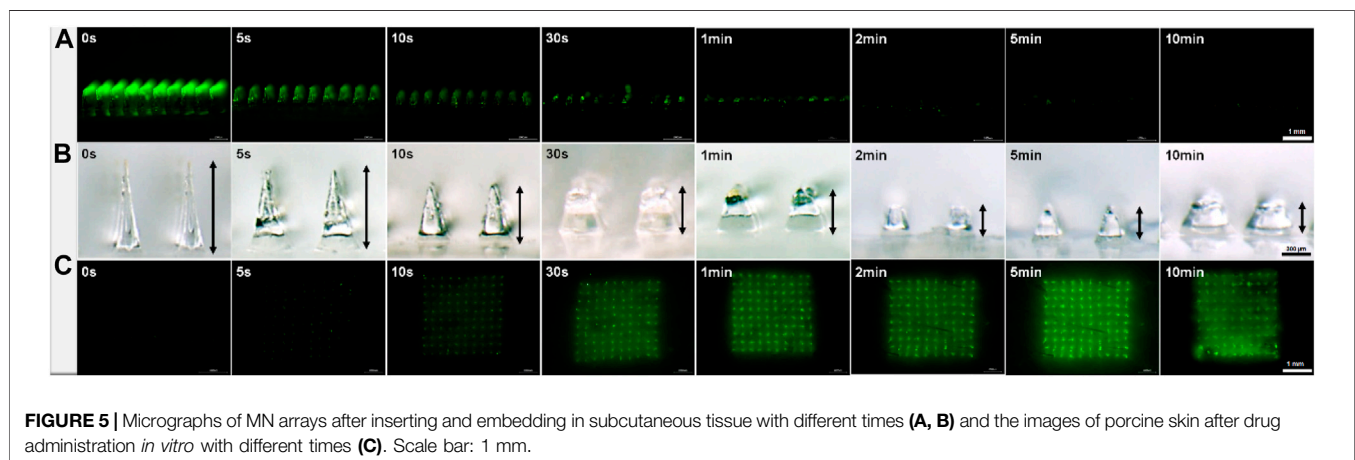 A 0s 5s 10s 30s 1min 2min 5min 10min
1 mm
B 0s 5s 10s 30s 1min 2min 5min 10min
300 μm
C 0s 5s 10s 30s 1min 2min 5min 10min
1 mm
FIGURE 5 | Micrographs of MN arrays after inserting and embedding in subcutaneous tissue with different times (A, B) and the images of porcine skin after drug
administration in vitro with different times (C). Scale bar: 1 mm.